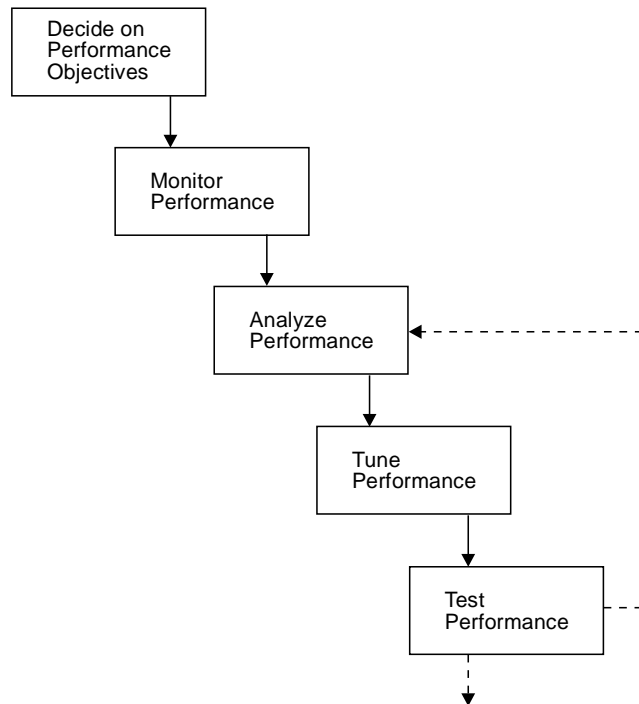 Decide on
Performance
Objectives
Monitor
Performance
Analyze
Performance
Tune
Performance
Test
Performance